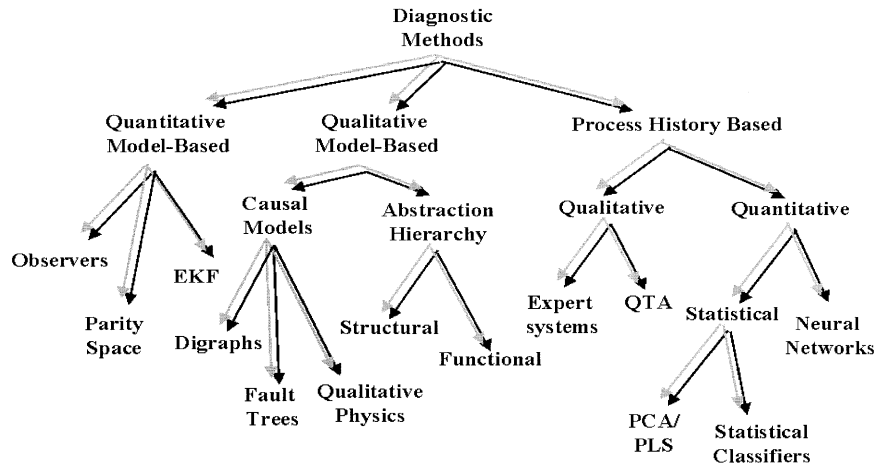 Diagnostic
Methods
Quantitative
Model-Based
Qualitative
Model-Based
Process History Based
Causal
Models
Abstraction
Hierarchy
Qualitative
Quantitative
Observers
EKF
Parity
Space
Digraphs
Fault
Trees
Qualitative
Physics
Structural
Functional
Expert
systems
QTA
Statistical
Neural
Networks
PCA/
PLS
Statistical
Classifiers